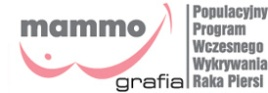 mammo
grafia
Populacyjny
Program
Wczesnego
Wykrywania
Raka Piersi